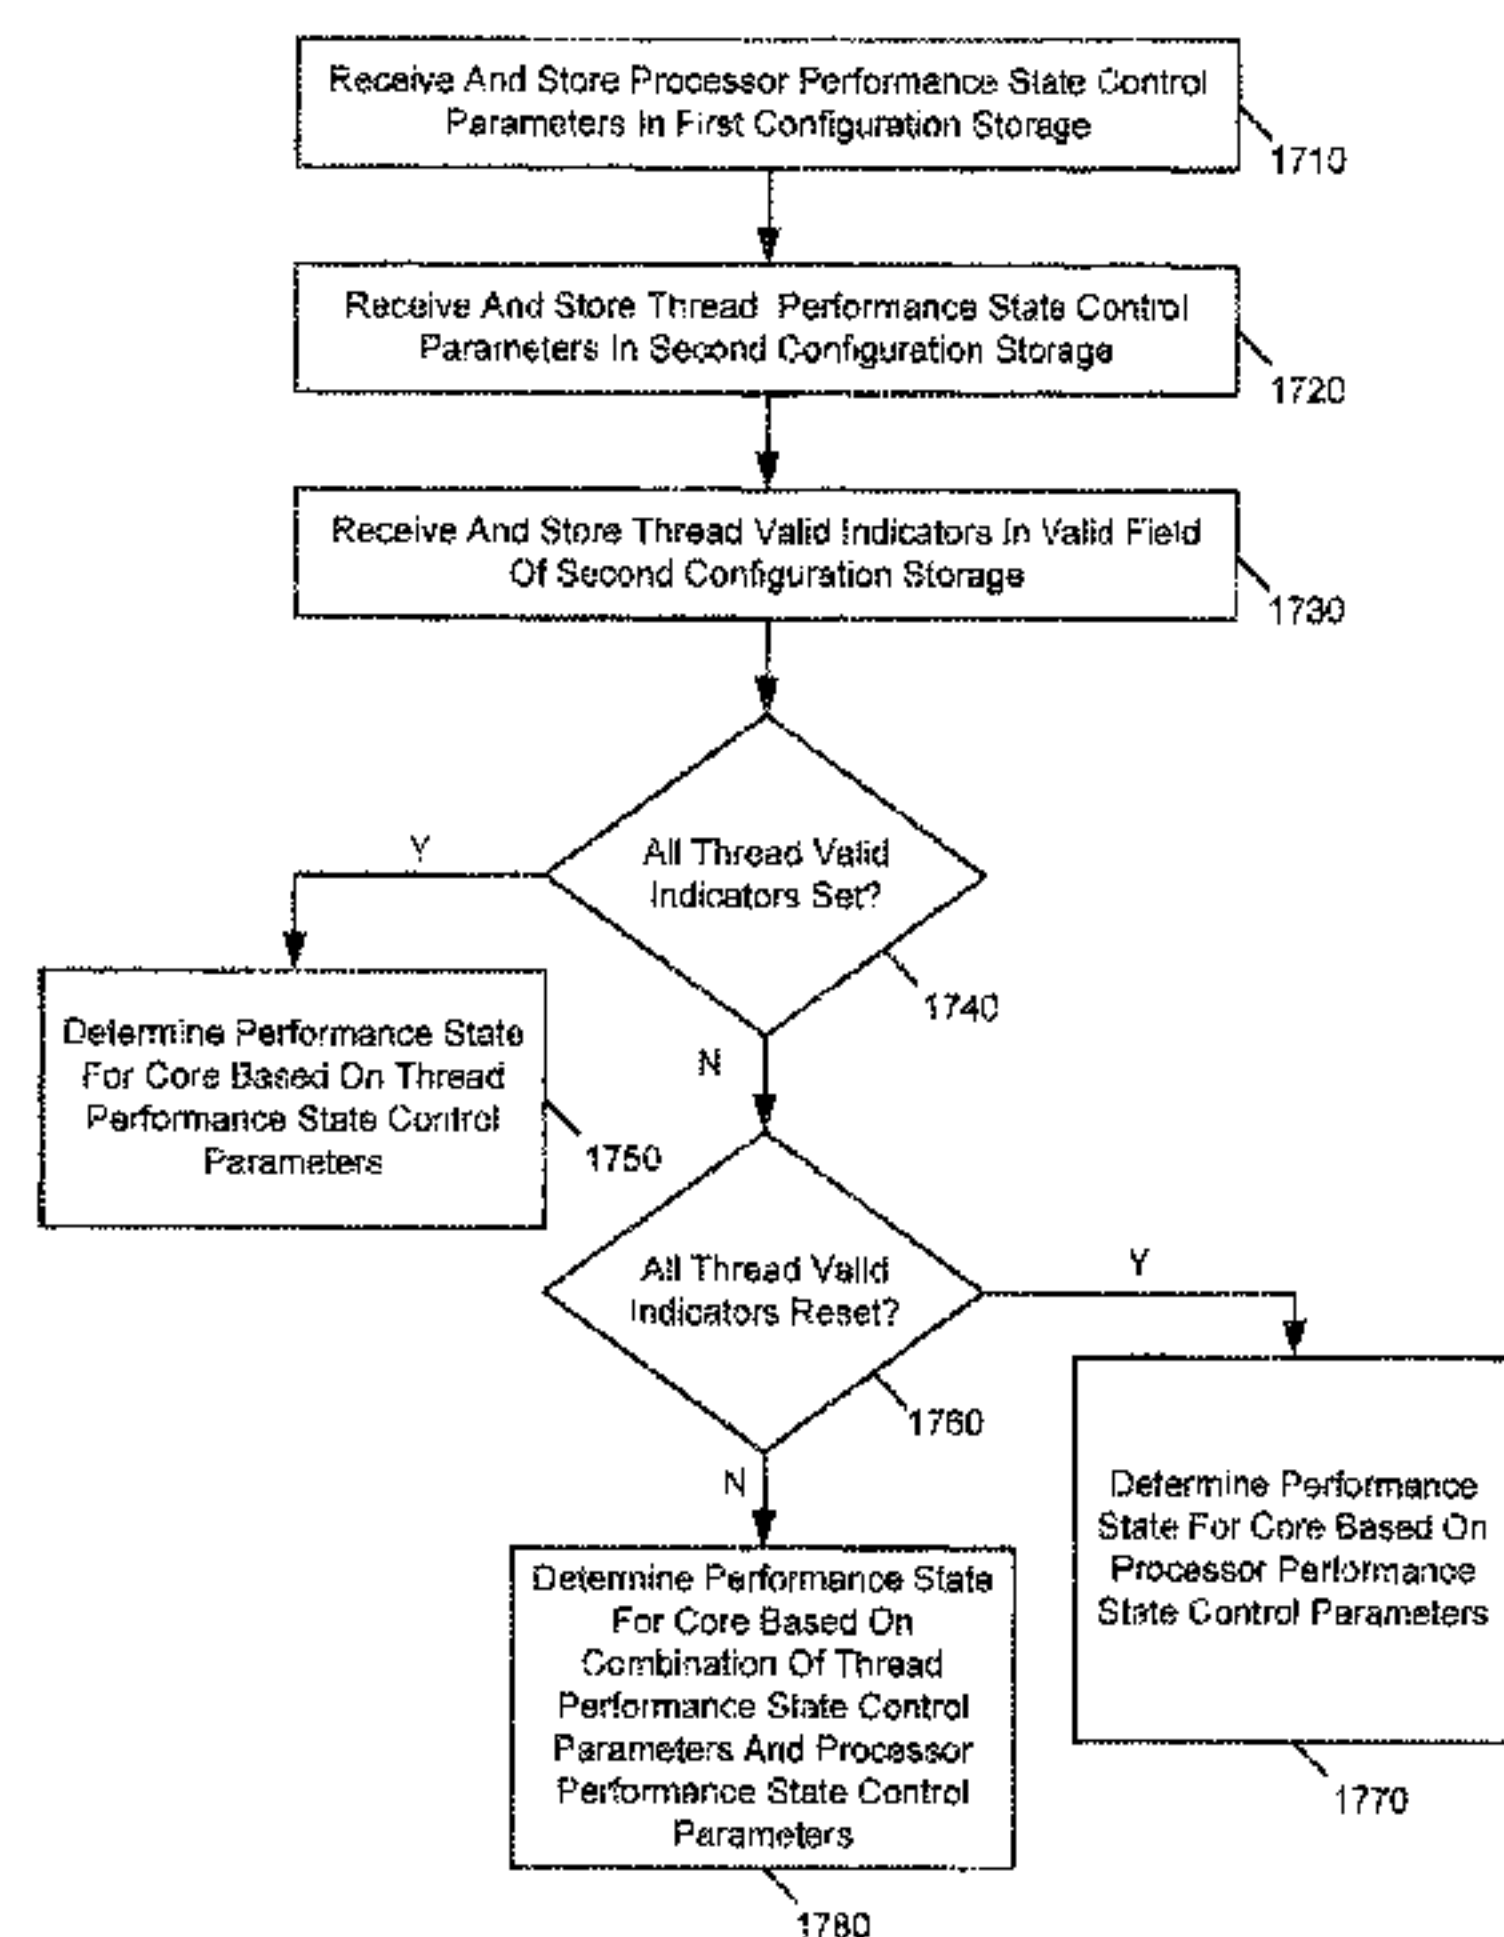 Receive And Store Processor Performance State Control
Parameters In First Configuration Storage
1710
Receive And Store Thread Performance State Control
Parameters In Second Configuration Storage
1720
Receive And Store Thread Valid Indicators In Valid Field
Of Second Configuration Storage
1730
All Thread Valid
Indicators Set?
1740
Y
N
Determine Performance State
For Core Based On Thread
Performance State Control
Parameters
1750
All Thread Valid
Indicators Reset?
1760
Y
N
Determine Performance
State For Core Based On
Processor Performance
State Control Parameters
1770
Determine Performance State
For Core Based On
Combination Of Thread
Performance State Control
Parameters And Processor
Performance State Control
Parameters
1780